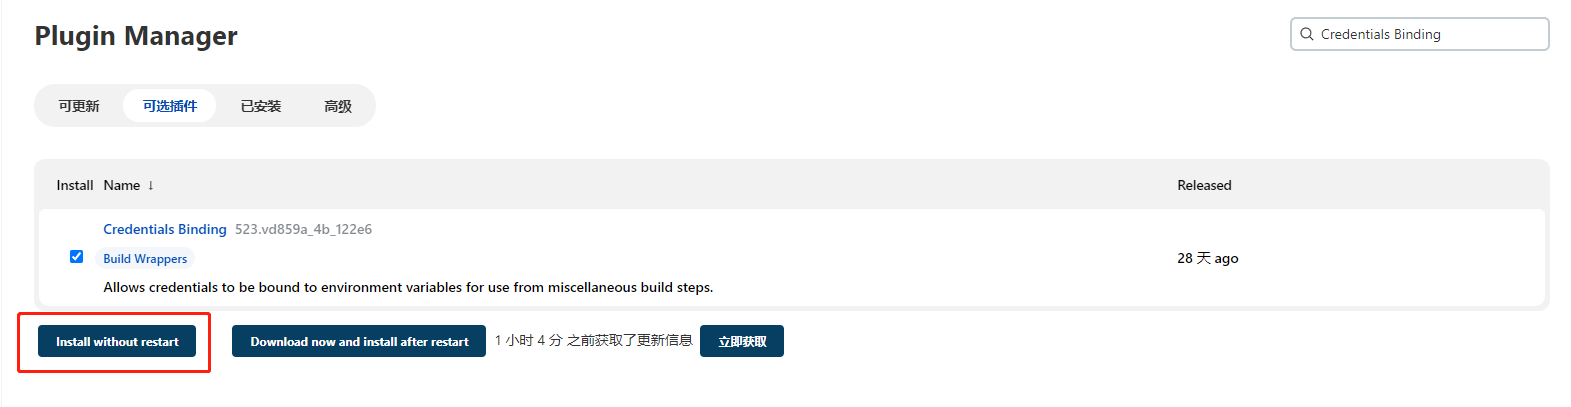 Plugin Manager
Credentials Binding
可更新 可选插件 已安装 高级
Install Name ↓ Released
Credentials Binding 523.vd859a_4b_122e6
Build Wrappers
28 天 ago
Allows credentials to be bound to environment variables for use from miscellaneous build steps.
Install without restart Download now and install after restart 1 小时 4 分 之前获取了更新信息 立即获取